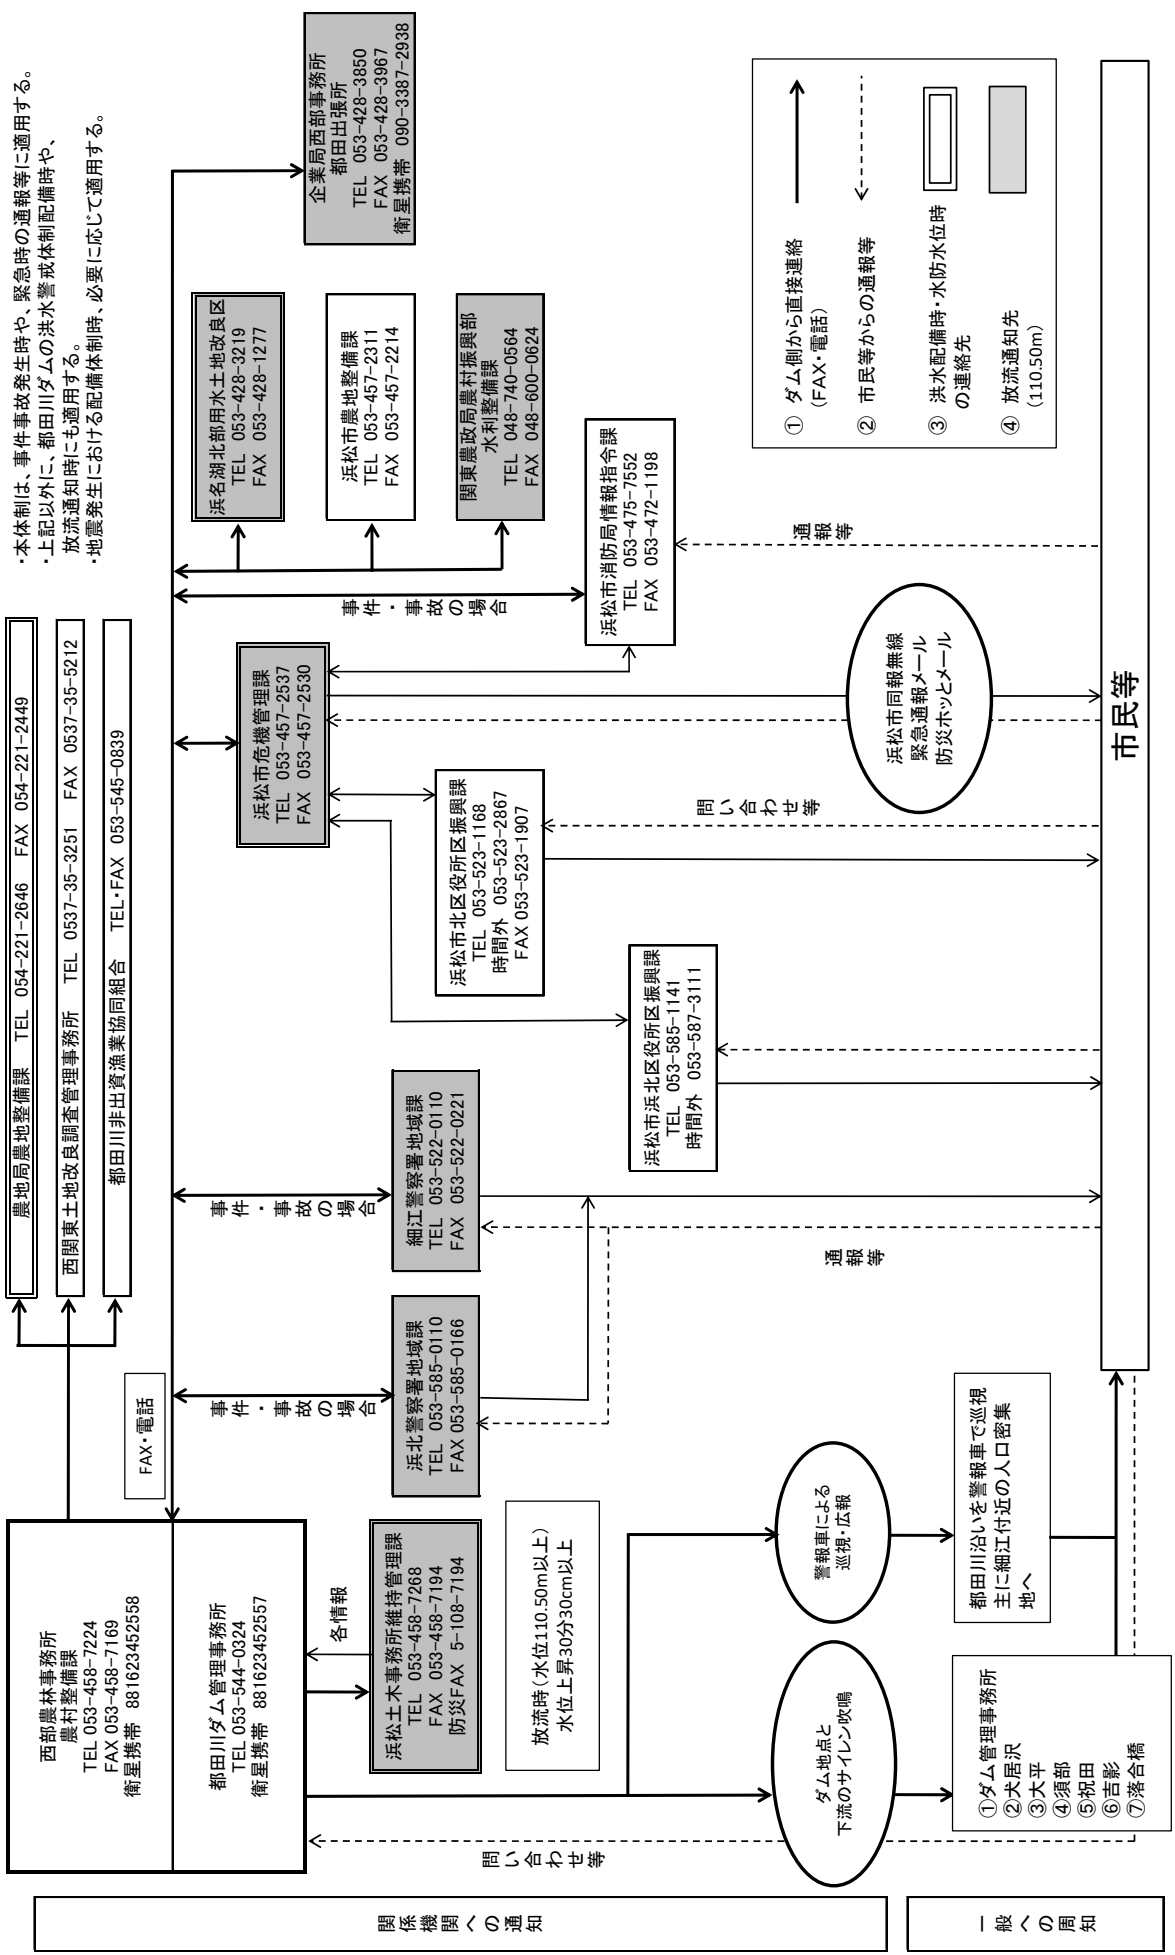 ・本体制は、事件事故発生時や、緊急時の通報等に適用する。
・上記以外に、都田川ダムの洪水警戒体制配備時や、
放流通知時にも適用する。
・地震発生における配備体制時、必要に応じて適用する。
関係機関への通知
一般への周知
西部農林事務所
農村整備課
TEL 053-458-7224
FAX 053-458-7169
衛星携帯 881623452558
都田川ダム管理事務所
TEL 053-544-0324
衛星携帯 881623452557
FAX・電話
農地局農地整備課 TEL 054-221-2646 FAX 054-221-2449
西関東土地改良調査管理事務所 TEL 0537-35-3251 FAX 0537-35-5212
都田川非出資漁業協同組合 TEL・FAX 053-545-0839
各情報
浜松土木事務所維持管理課
TEL 053-458-7268
FAX 053-458-7194
防災FAX 5-108-7194
放流時(水位110.50m以上)
水位上昇30分30cm以上
事件・事故の場合
浜北警察署地域課
TEL 053-585-0110
FAX 053-585-0166
事件・事故の場合
細江警察署地域課
TEL 053-522-0110
FAX 053-522-0221
浜松市危機管理課
TEL 053-457-2537
FAX 053-457-2530
浜松市北区役所区振興課
TEL 053-523-1168
時間外 053-523-2867
FAX 053-523-1907
浜松市浜北区役所区振興課
TEL 053-585-1141
時間外 053-587-3111
事件・事故の場合
浜松市消防局情報指令課
TEL 053-475-7552
FAX 053-472-1198
浜名湖北部用水土地改良区
TEL 053-428-3219
FAX 053-428-1277
浜松市農地整備課
TEL 053-457-2311
FAX 053-457-2214
関東農政局農村振興部
水利整備課
TEL 048-740-0564
FAX 048-600-0624
企業局西部事務所
都田出張所
TEL 053-428-3850
FAX 053-428-3967
衛星携帯 090-3387-2938
問い合わせ等
ダム地点と
下流のサイレン吹鳴
警報車による
巡視・広報
通報等
問い合わせ等
浜松市同報無線
緊急通報メール
防災ホッとメール
通報等
①ダム管理事務所
②犬居沢
③大平
④須部
⑤祝田
⑥吉影
⑦落合橋
都田川沿いを警報車で巡視
主に細江付近の人口密集
地へ
市民等
① ダム側から直接連絡
(FAX・電話)
② 市民等からの通報等
③ 洪水配備時・水防水位時
の連絡先
④ 放流通知先
(110.50m)